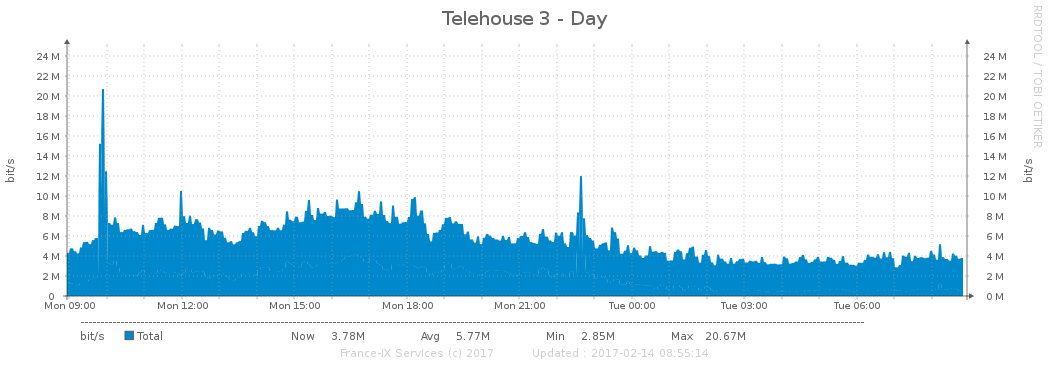 Telehouse 3 - Day
RRDTOOL / TOBI OETIKER
bit/s
24 M 24 M
22 M 22 M
20 M 20 M
18 M 18 M
16 M 16 M
14 M 14 M
12 M 12 M
10 M 10 M
8 M 8 M
6 M 6 M
4 M 4 M
2 M 2 M
0 0 M
bit/s
Mon 09:00 Mon 12:00 Mon 15:00 Mon 18:00 Mon 21:00 Tue 00:00 Tue 03:00 Tue 06:00
bit/s Total Now 3.78M Avg 5.77M Min 2.85M Max 20.67M
France-IX Services (c) 2017 Updated : 2017-02-14 08:55:14